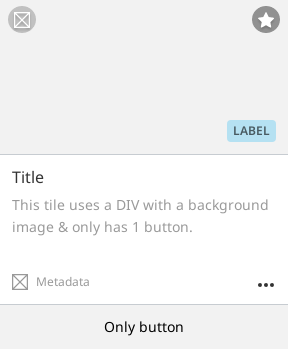 LABEL
Title
This tile uses a DIV with a background
image & only has 1 button.
Metadata
Only button